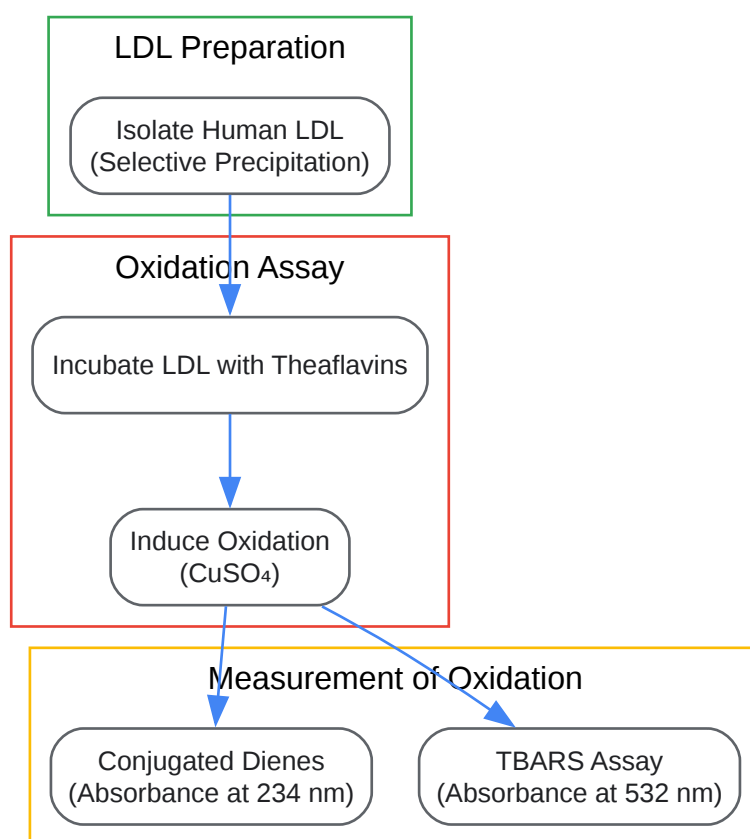 LDL Preparation
Isolate Human LDL
(Selective Precipitation)
Oxidation Assay
Incubate LDL with Theaflavins
Induce Oxidation
(CuSO₄)
Measurement of Oxidation
Conjugated Dienes
(Absorbance at 234 nm)
TBARS Assay
(Absorbance at 532 nm)